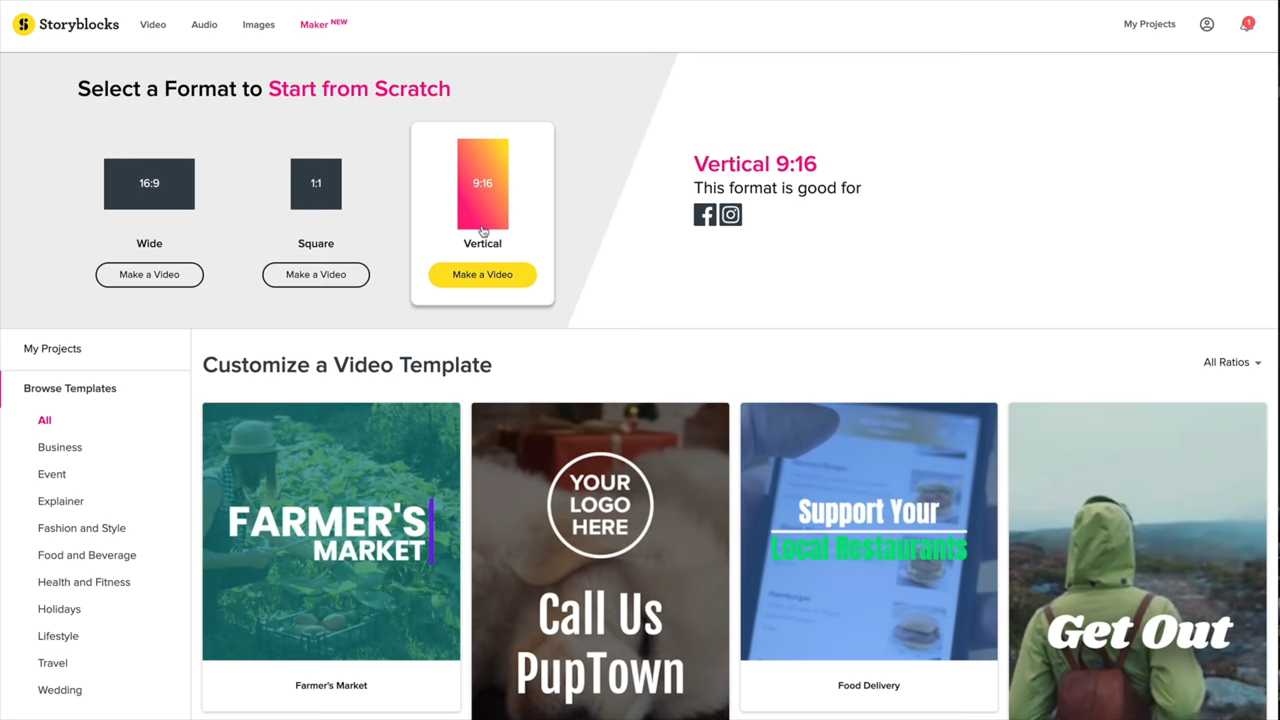 Storyblocks
Video
Audio
Images
Maker NEW
My Projects
1
Select a Format to Start from Scratch
16:9
1:1
9:16
Wide
Square
Vertical
Make a Video
Make a Video
Make a Video
Vertical 9:16
This format is good for
My Projects
Browse Templates
All
Business
Event
Explainer
Fashion and Style
Food and Beverage
Health and Fitness
Holidays
Lifestyle
Travel
Wedding
Customize a Video Template
All Ratios
FARMER'S
MARKET
Farmer's Market
YOUR
LOGO
HERE
Call Us
PupTown
Support Your
Local Restaurants
Hamburger
Food Delivery
Get Out